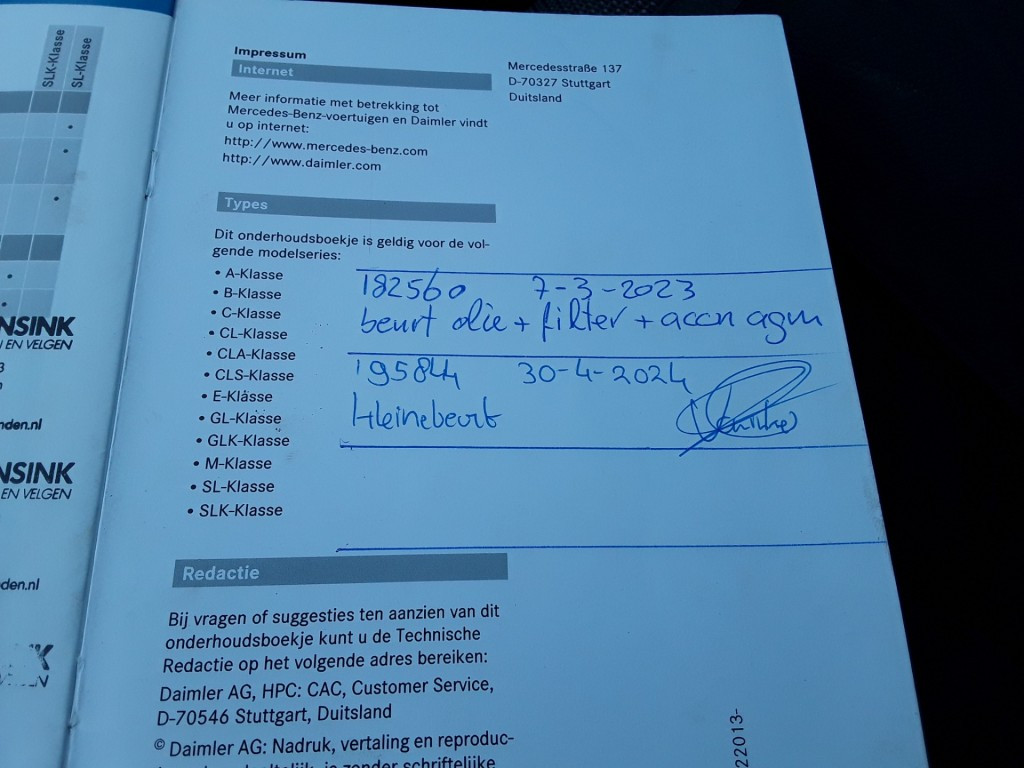 SLK-Klasse
SL-Klasse
NSINK
EN VELGEN
nden.nl
NSINK
EN VELGEN
den.nl
Impressum
Internet
Meer informatie met betrekking tot
Mercedes-Benz-voertuigen en Daimler vindt
u op internet:
http://www.mercedes-benz.com
http://www.daimler.com
Mercedesstraße 137
D-70327 Stuttgart
Duitsland
Types
Dit onderhoudsboekje is geldig voor de vol-
gende modelseries:
• A-Klasse
• B-Klasse
• C-Klasse
• CL-Klasse
• CLA-Klasse
• CLS-Klasse
• E-Klasse
• GL-Klasse
• GLK-Klasse
• M-Klasse
• SL-Klasse
• SLK-Klasse
182560 7-3-2023
beurt olie + filter + accn agm
195844 30-4-2024
kleinebeurt
Redactie
Bij vragen of suggesties ten aanzien van dit
onderhoudsboekje kunt u de Technische
Redactie op het volgende adres bereiken:
Daimler AG, HPC: CAC, Customer Service,
D-70546 Stuttgart, Duitsland
© Daimler AG: Nadruk, vertaling en reproduc-
zonder schriftelijke
22013-